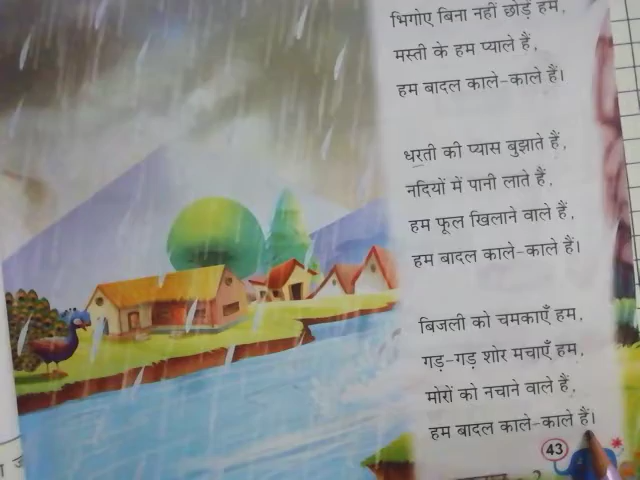 भिगोए बिना नहीं छोड़ें हम,
मस्ती के हम प्याले हैं,
हम बादल काले-काले हैं।
धरती की प्यास बुझाते हैं,
नदियों में पानी लाते हैं,
हम फूल खिलाने वाले हैं,
हम बादल काले-काले हैं।
बिजली को चमकाएँ हम,
गड़-गड़ शोर मचाएँ हम,
मोरों को नचाने वाले हैं,
हम बादल काले-काले हैं।
43